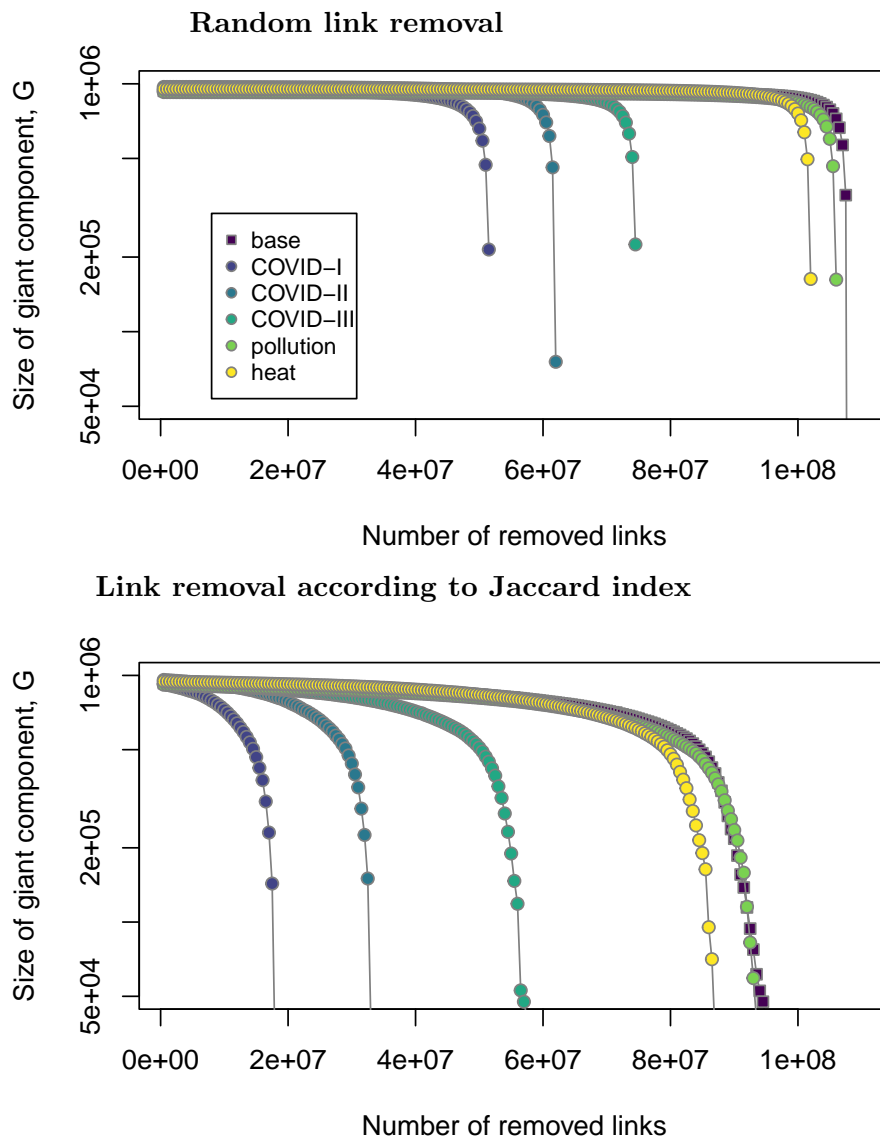 Random link removal
Size of giant component, G
1e+06
2e+05
5e+04
base
COVID−I
COVID−II
COVID−III
pollution
heat
0e+00 2e+07 4e+07 6e+07 8e+07 1e+08
Number of removed links
Link removal according to Jaccard index
Size of giant component, G
1e+06
2e+05
5e+04
0e+00 2e+07 4e+07 6e+07 8e+07 1e+08
Number of removed links